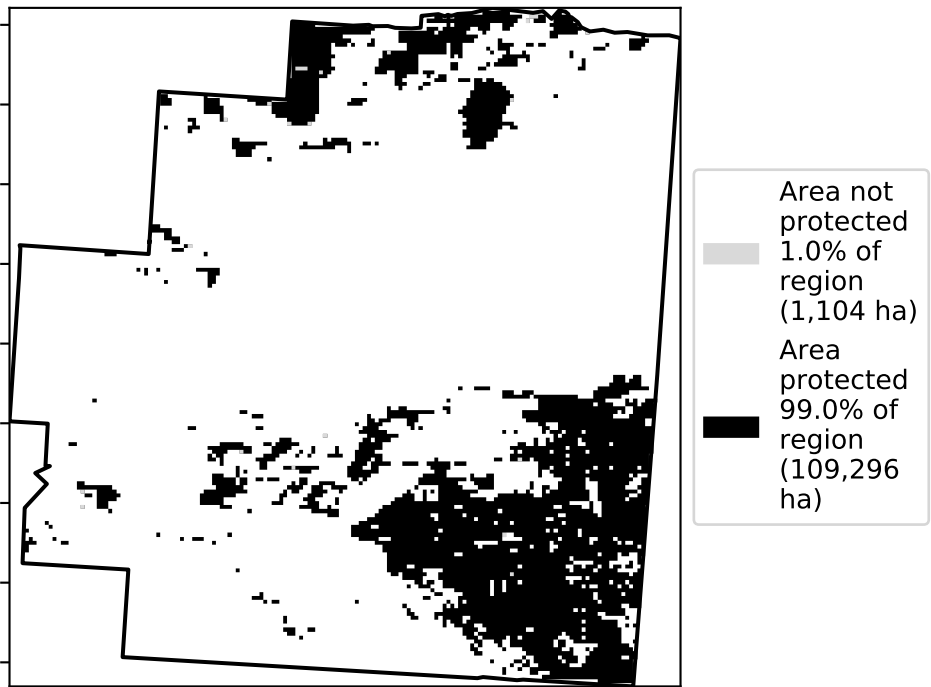 Area not
protected
1.0% of
region
(1,104 ha)
Area
protected
99.0% of
region
(109,296
ha)